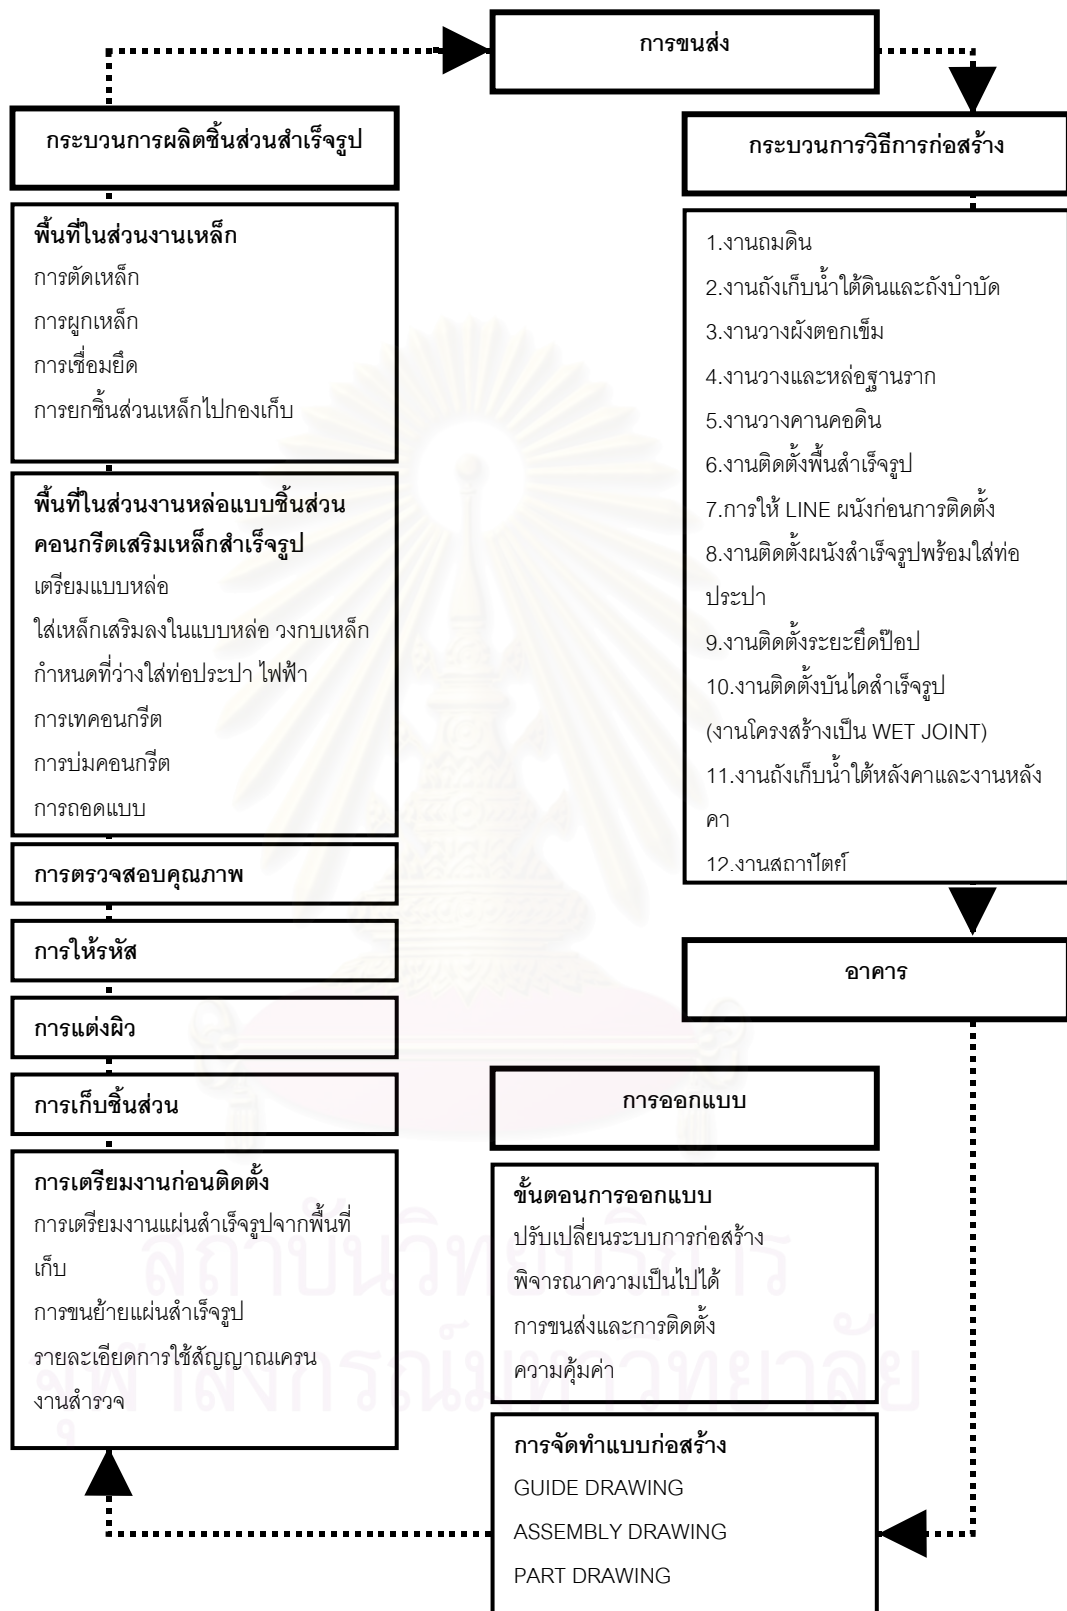 การขนส่ง
กระบวนการผลิตชิ้นส่วนสำเร็จรูป
พื้นที่ในส่วนงานเหล็ก
การตัดเหล็ก
การผูกเหล็ก
การเชื่อมยึด
การยกชิ้นส่วนเหล็กไปกองเก็บ
พื้นที่ในส่วนงานหล่อแบบชิ้นส่วน
คอนกรีตเสริมเหล็กสำเร็จรูป
เตรียมแบบหล่อ
ใส่เหล็กเสริมลงในแบบหล่อ วงกบเหล็ก
กำหนดที่ว่างใส่ท่อประปา ไฟฟ้า
การเทคอนกรีต
การบ่มคอนกรีต
การถอดแบบ
การตรวจสอบคุณภาพ
การให้รหัส
การแต่งผิว
การเก็บชิ้นส่วน
การเตรียมงานก่อนติดตั้ง
การเตรียมงานแผ่นสำเร็จรูปจากพื้นที่
เก็บ
การขนย้ายแผ่นสำเร็จรูป
รายละเอียดการใช้สัญญาณเครน
งานสำรวจ
กระบวนการวิธีการก่อสร้าง
1.งานถมดิน
2.งานถังเก็บน้ำใต้ดินและถังบำบัด
3.งานวางผังตอกเข็ม
4.งานวางและหล่อฐานราก
5.งานวางคานคอดิน
6.งานติดตั้งพื้นสำเร็จรูป
7.การให้ LINE ผนังก่อนการติดตั้ง
8.งานติดตั้งผนังสำเร็จรูปพร้อมใส่ท่อ
ประปา
9.งานติดตั้งระยะยึดป๊อป
10.งานติดตั้งบันไดสำเร็จรูป
(งานโครงสร้างเป็น WET JOINT)
11.งานถังเก็บน้ำใต้หลังคาและงานหลัง
คา
12.งานสถาปัตย์
อาคาร
การออกแบบ
ขั้นตอนการออกแบบ
ปรับเปลี่ยนระบบการก่อสร้าง
พิจารณาความเป็นไปได้
การขนส่งและการติดตั้ง
ความคุ้มค่า
การจัดทำแบบก่อสร้าง
GUIDE DRAWING
ASSEMBLY DRAWING
PART DRAWING
สถาบันวิทยบริการ
จุฬาลงกรณ์มหาวิทยาลัย